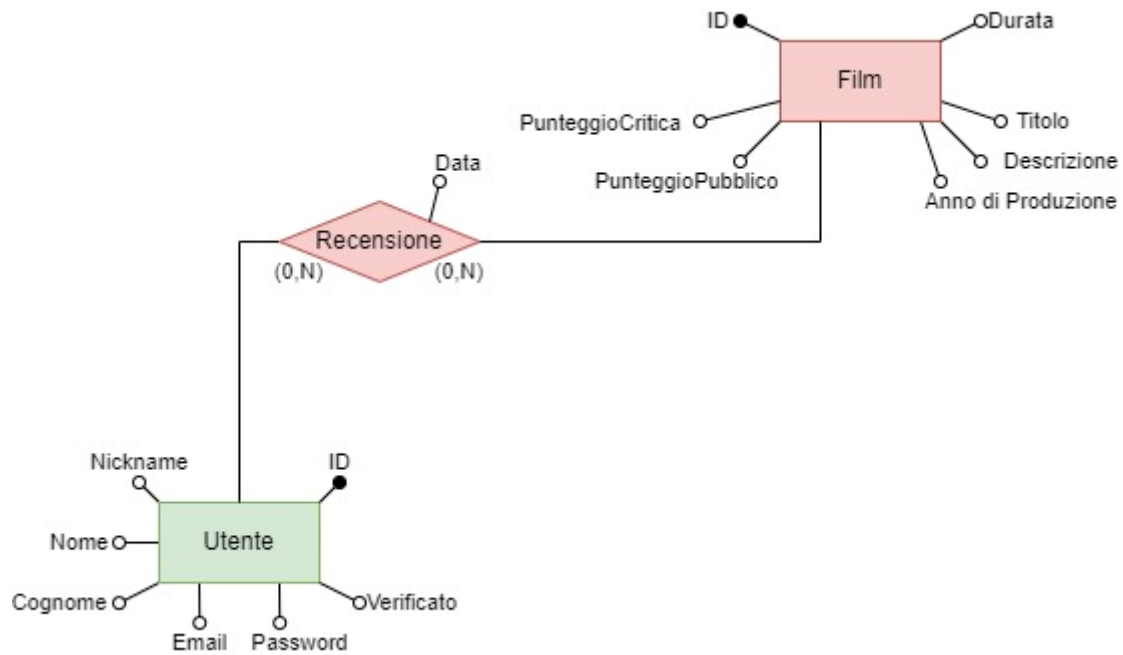 ID
Durata
Film
PunteggioCritica
Titolo
PunteggioPubblico
Descrizione
Anno di Produzione
Data
Recensione
(0,N)
(0,N)
Nickname
ID
Nome
Utente
Cognome
Verificato
Email
Password